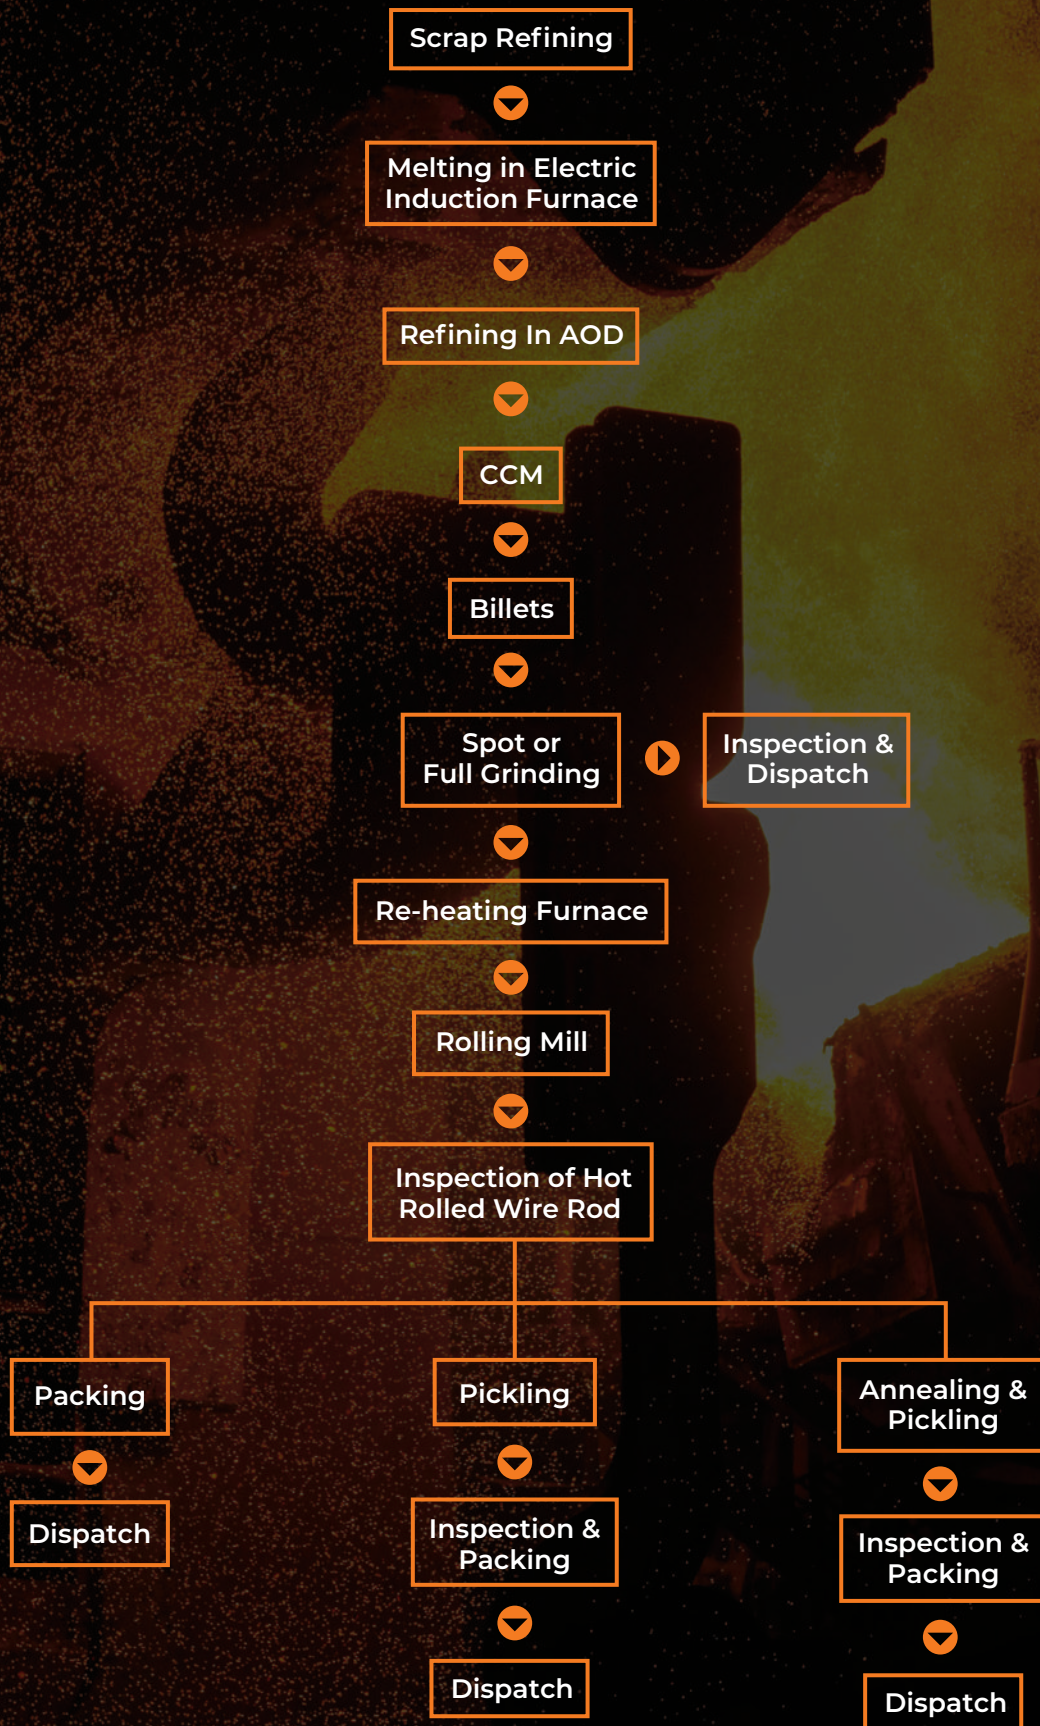 Scrap Refining
Melting in Electric
Induction Furnace
Refining In AOD
CCM
Billets
Spot or
Full Grinding
Inspection &
Dispatch
Re-heating Furnace
Rolling Mill
Inspection of Hot
Rolled Wire Rod
Packing
Dispatch
Pickling
Inspection &
Packing
Dispatch
Annealing &
Pickling
Inspection &
Packing
Dispatch